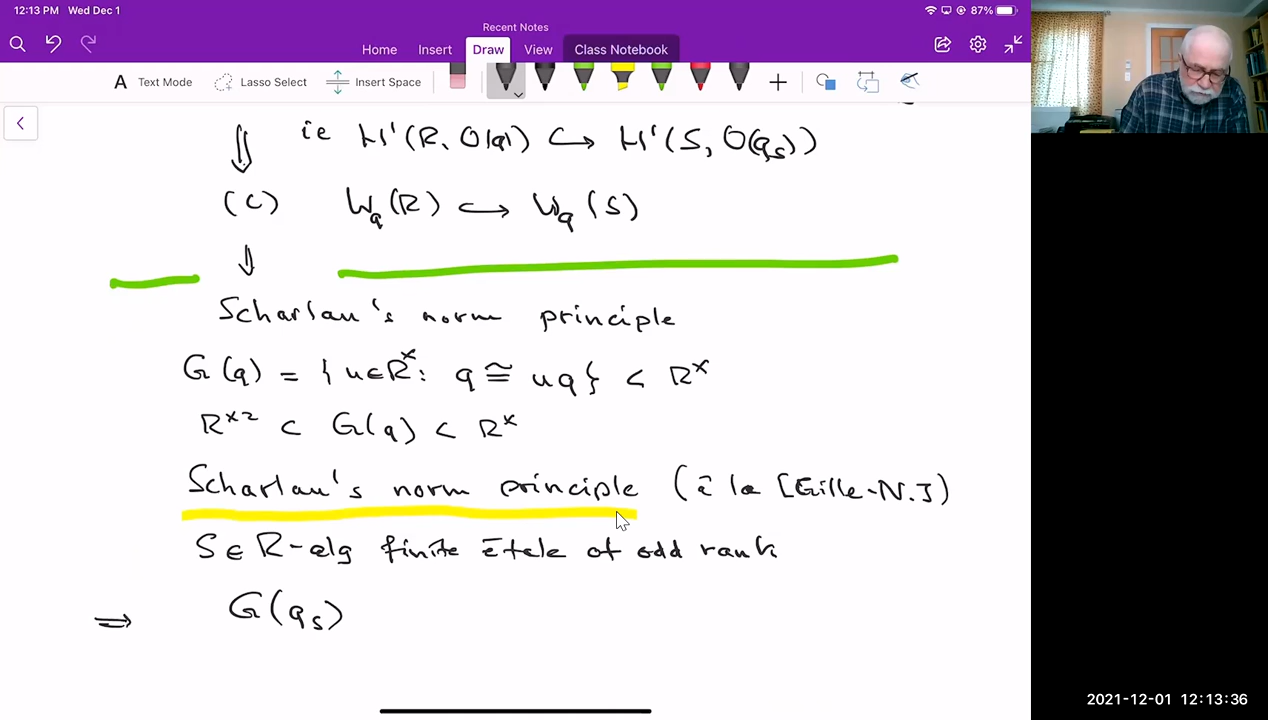 12:13 PM Wed Dec 1
87%
Recent Notes
Home Insert Draw View Class Notebook
Text Mode Lasso Select Insert Space
ie H'(R, O(q)) ↪ H'(S, O(q_S))
⇓
(C) W_q(R) ↪ W_q(S)
↓
Scharlau's norm principle
G(q) = {u∈R^×: q ≅ uq} < R^×
R^×2 ⊂ G(q) < R^×
Scharlau's norm principle (à la [Gille-N.])
S ∈ R-alg finite étale of odd rank
⇒ G(q_S)
2021-12-01 12:13:36